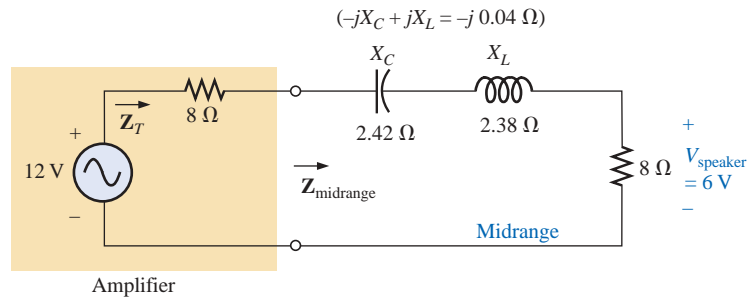 (–jX_C + jX_L = –j 0.04 Ω)
X_C
X_L
Z_T
8 Ω
2.42 Ω
2.38 Ω
+
12 V
–
Z_midrange
8 Ω
+
V_speaker
= 6 V
–
Midrange
Amplifier